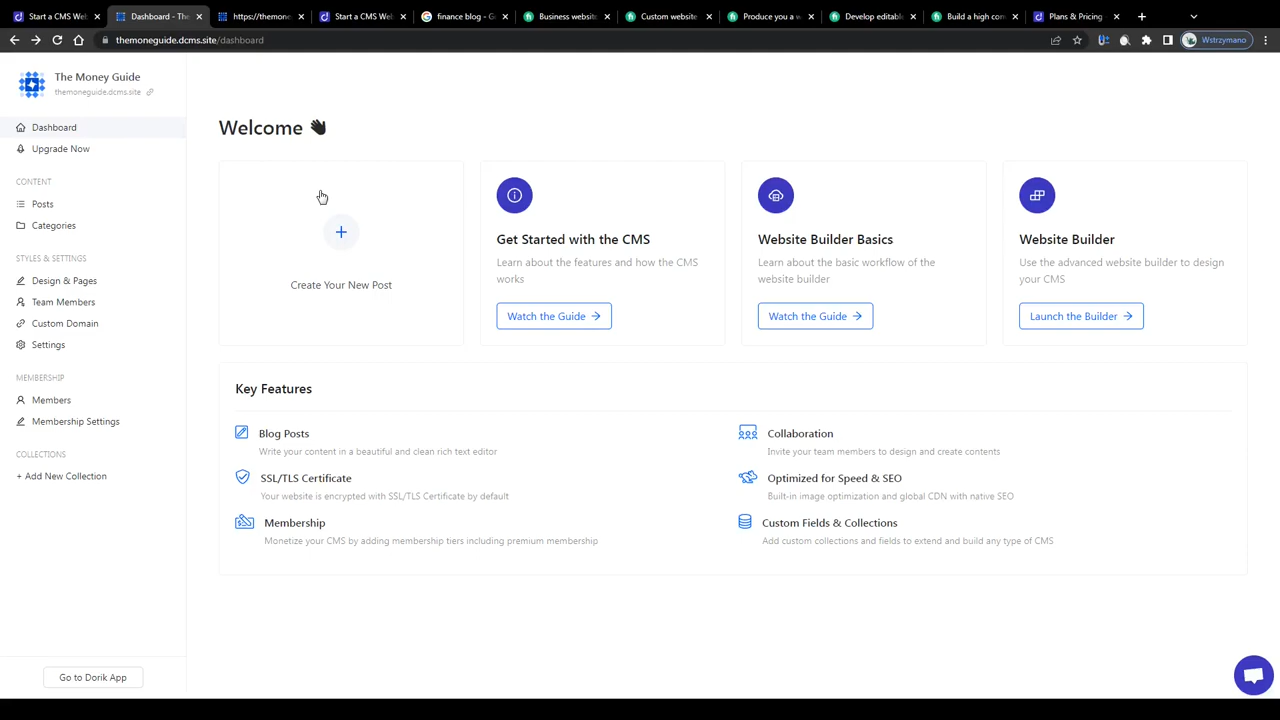 Start a CMS Web
Dashboard - The
https://themone
Start a CMS Web
finance blog - G
Business website
Custom website
Produce you a w
Develop editable
Build a high con
Plans & Pricing
themoneguide.dcms.site/dashboard
Wstrzymano
The Money Guide
themoneguide.dcms.site
Dashboard
Upgrade Now
CONTENT
Posts
Categories
STYLES & SETTINGS
Design & Pages
Team Members
Custom Domain
Settings
MEMBERSHIP
Members
Membership Settings
COLLECTIONS
+ Add New Collection
Go to Dorik App
Welcome
Create Your New Post
Get Started with the CMS
Learn about the features and how the CMS
works
Watch the Guide
Website Builder Basics
Learn about the basic workflow of the
website builder
Watch the Guide
Website Builder
Use the advanced website builder to design
your CMS
Launch the Builder
Key Features
Blog Posts
Write your content in a beautiful and clean rich text editor
SSL/TLS Certificate
Your website is encrypted with SSL/TLS Certificate by default
Membership
Monetize your CMS by adding membership tiers including premium membership
Collaboration
Invite your team members to design and create contents
Optimized for Speed & SEO
Built-in image optimization and global CDN with native SEO
Custom Fields & Collections
Add custom collections and fields to extend and build any type of CMS